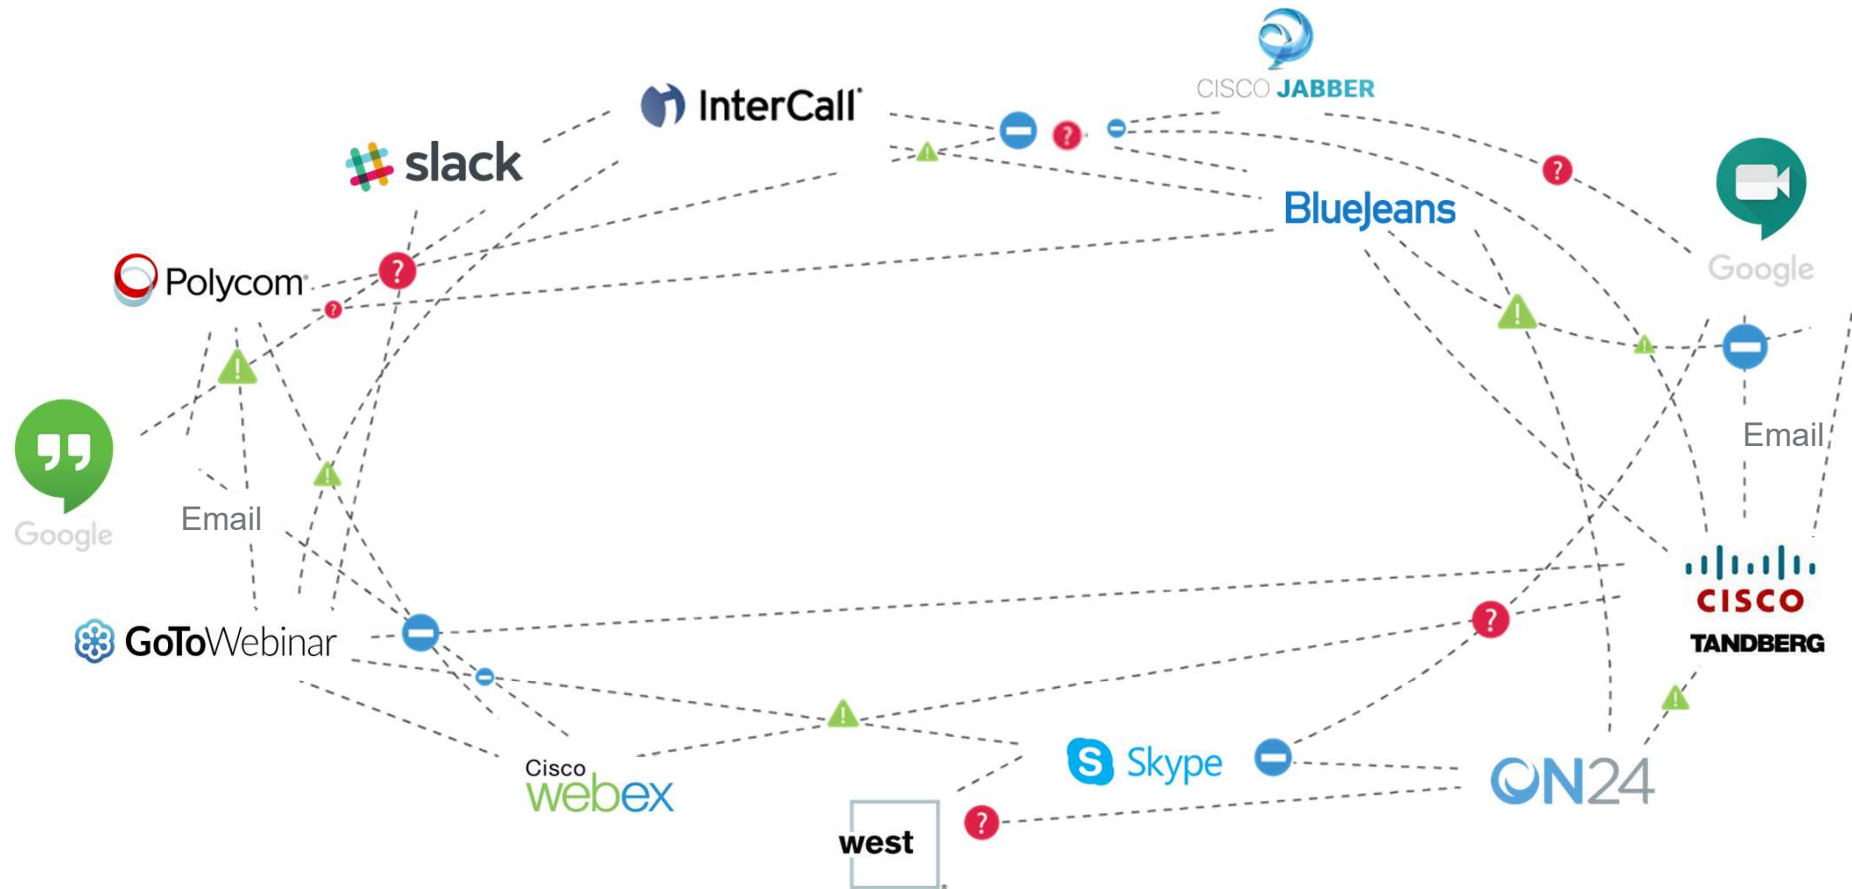 CISCO JABBER
InterCall®
slack
BlueJeans
Google
Polycom®
Email
Google
Email
CISCO
TANDBERG
GoToWebinar
Skype
Cisco
webex
ON24
west®